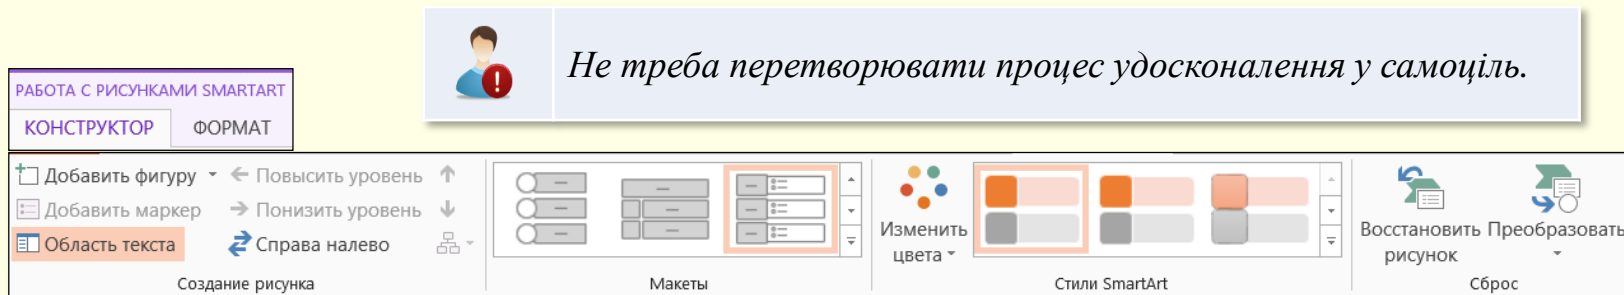 Не треба перетворювати процес удосконалення у самоціль.
РАБОТА С РИСУНКАМИ SMARTART
КОНСТРУКТОР ФОРМАТ
Добавить фигуру Повысить уровень
Добавить маркер Понизить уровень
Область текста Справа налево
Создание рисунка
Макеты
Изменить
цвета
Стили SmartArt
Восстановить Преобразовать
рисунок
Сброс